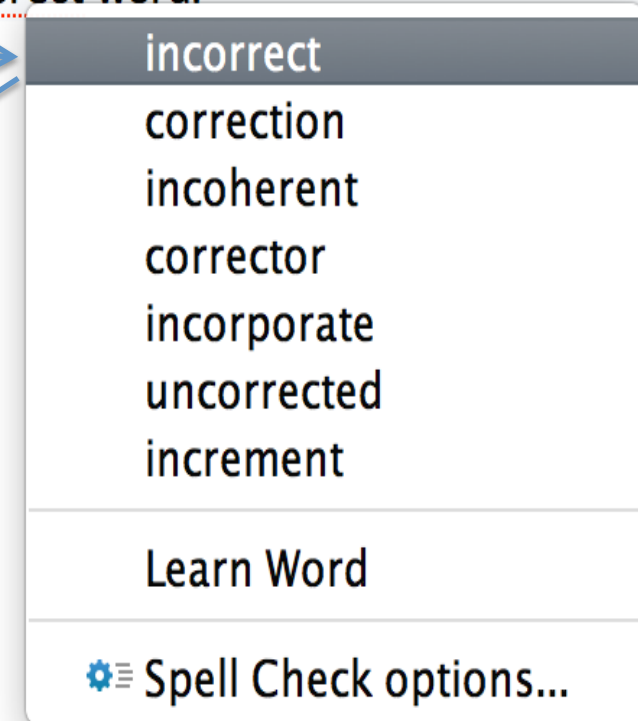 incorrect
correction
incoherent
corrector
incorporate
uncorrected
increment
Learn Word
Spell Check options...